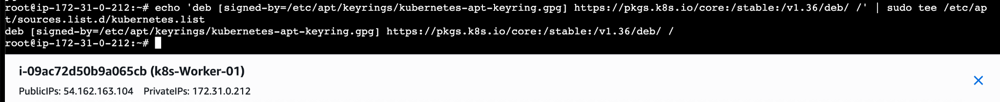 root@ip-172-31-0-212:~# echo 'deb [signed-by=/etc/apt/keyrings/kubernetes-apt-keyring.gpg] https://pkgs.k8s.io/core:/stable:/v1.36/deb/ /' | sudo tee /etc/ap
t/sources.list.d/kubernetes.list
deb [signed-by=/etc/apt/keyrings/kubernetes-apt-keyring.gpg] https://pkgs.k8s.io/core:/stable:/v1.36/deb/ /
root@ip-172-31-0-212:~#
i-09ac72d50b9a065cb (k8s-Worker-01)
PublicIPs: 54.162.163.104 PrivateIPs: 172.31.0.212